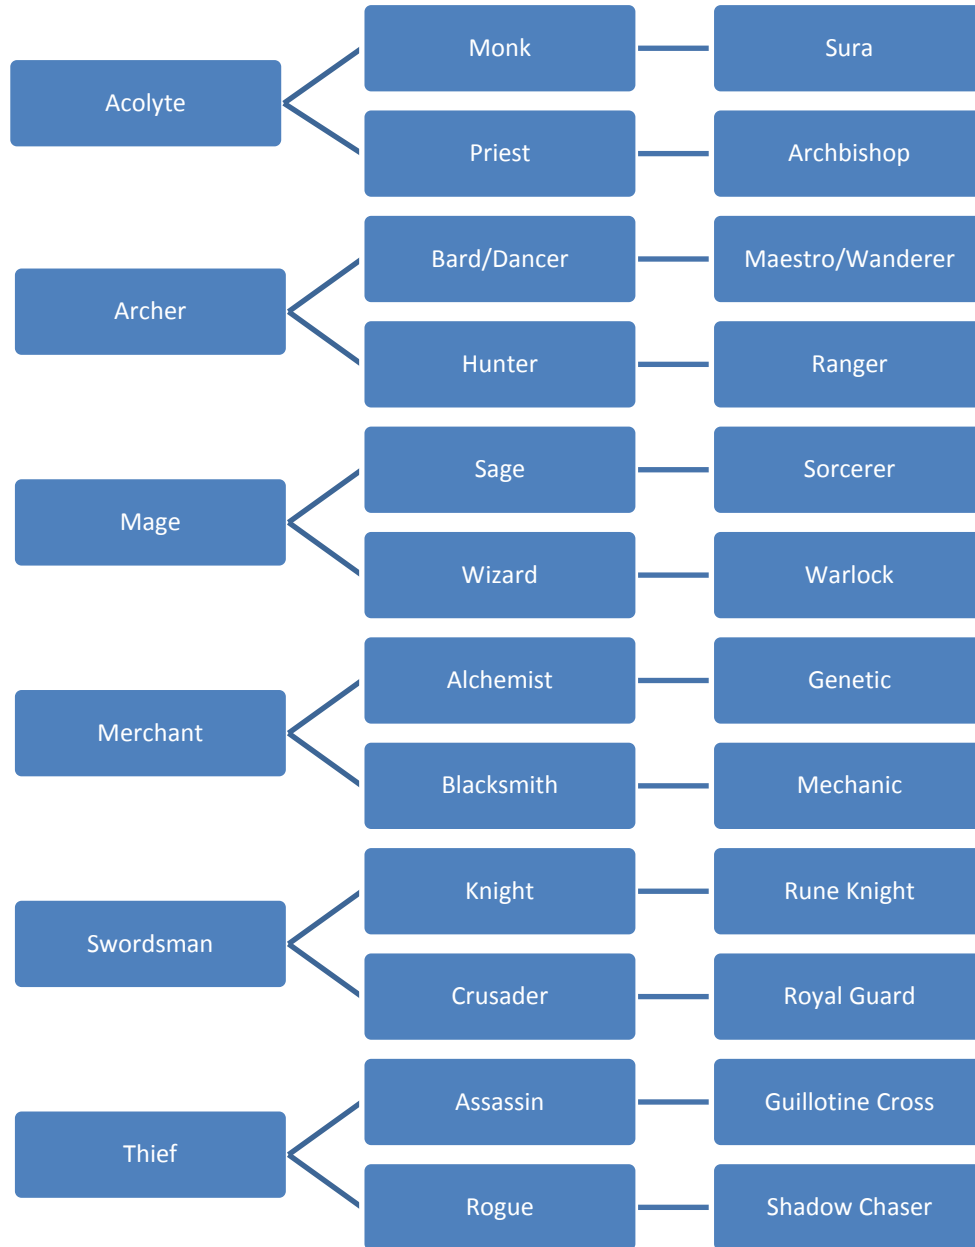 Monk
Sura
Acolyte
Priest
Archbishop
Bard/Dancer
Maestro/Wanderer
Archer
Hunter
Ranger
Sage
Sorcerer
Mage
Wizard
Warlock
Alchemist
Genetic
Merchant
Blacksmith
Mechanic
Knight
Rune Knight
Swordsman
Crusader
Royal Guard
Assassin
Guillotine Cross
Thief
Rogue
Shadow Chaser